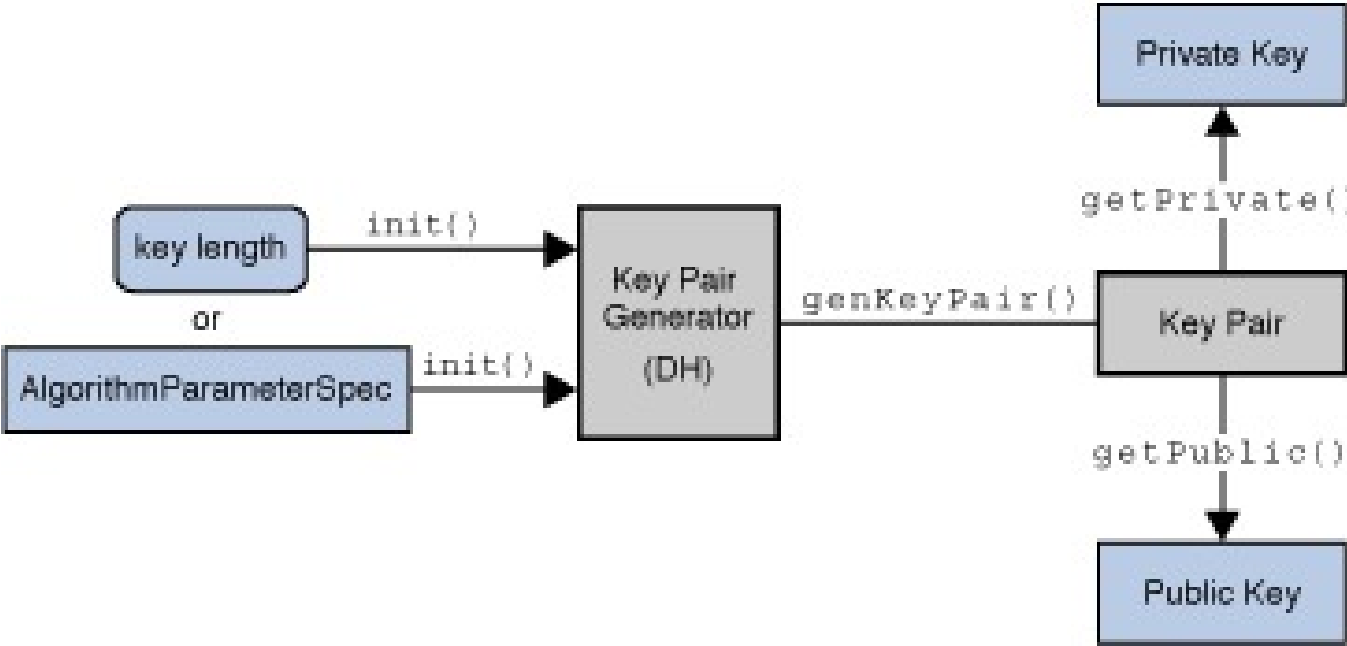 Private Key
getPrivate()
init()
key length
Key Pair
Generator
(DH)
genKeyPair()
Key Pair
or
init()
AlgorithmParameterSpec
getPublic()
Public Key